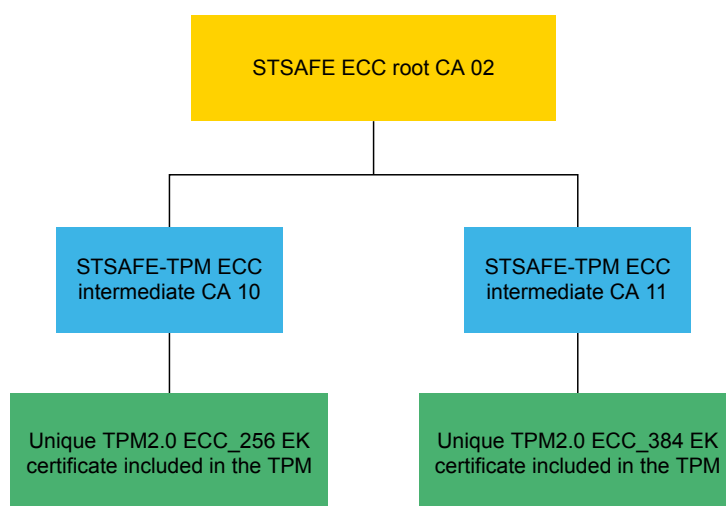 STSAFE ECC root CA 02
STSAFE-TPM ECC
intermediate CA 10
STSAFE-TPM ECC
intermediate CA 11
Unique TPM2.0 ECC_256 EK
certificate included in the TPM
Unique TPM2.0 ECC_384 EK
certificate included in the TPM